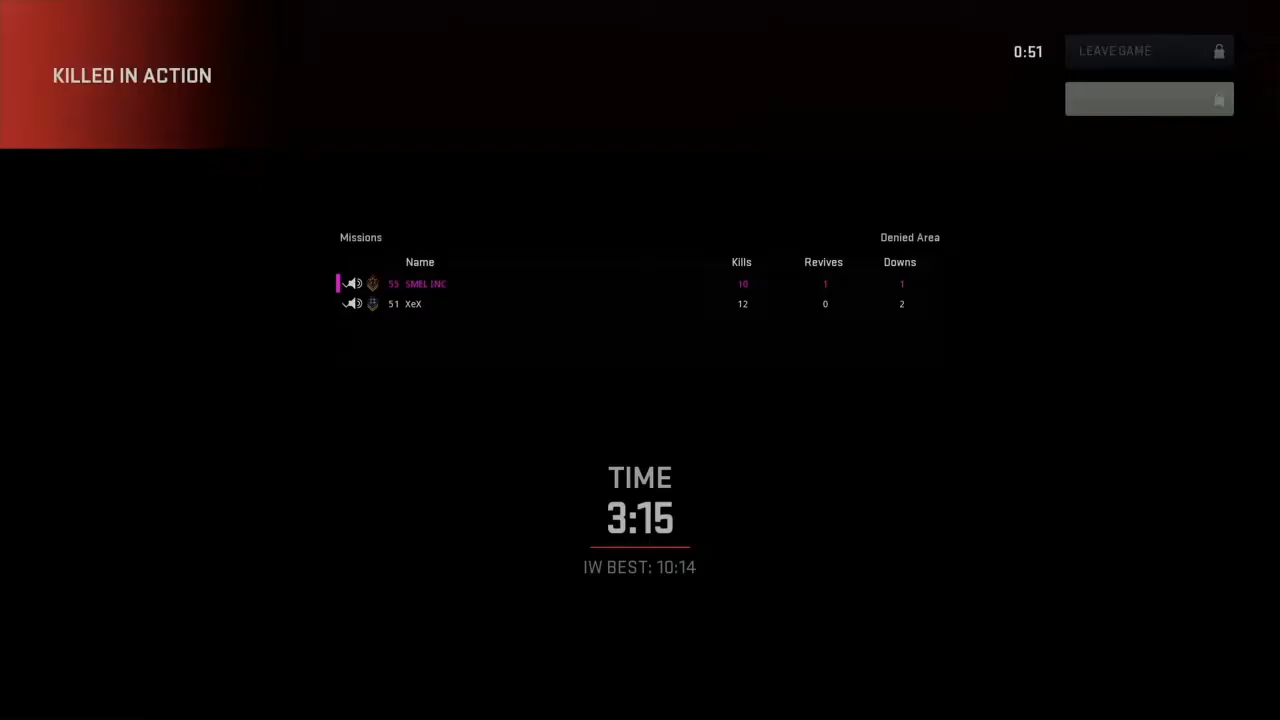 KILLED IN ACTION
0:51 LEAVE GAME
Missions Denied Area
Name Kills Revives Downs
55 SMEL INC 10 1 1
51 XeX 12 0 2
TIME
3:15
IW BEST: 10:14